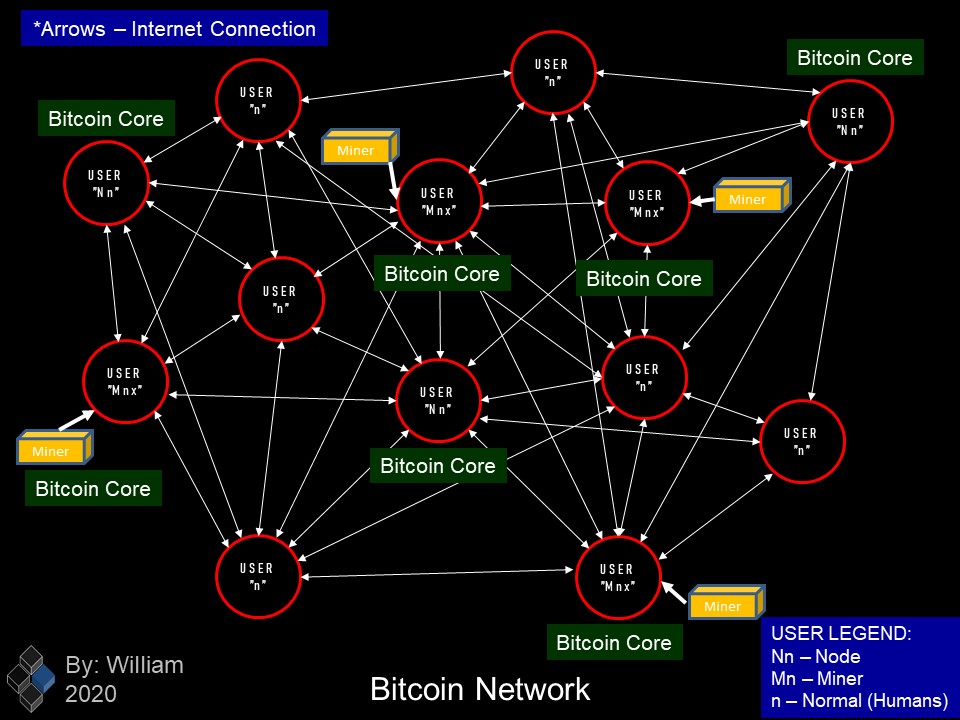 *Arrows – Internet Connection
USER
"n"
Bitcoin Core
USER
"n"
Bitcoin Core
USER
"Nn"
Miner
USER
"Nn"
USER
"Mnx"
USER
"Mnx"
Miner
Bitcoin Core
Bitcoin Core
USER
"n"
USER
"Mnx"
USER
"Nn"
USER
"n"
USER
"n"
Miner
Bitcoin Core
Bitcoin Core
USER
"n"
USER
"Mnx"
Miner
Bitcoin Core
USER LEGEND:
Nn – Node
Mn – Miner
n – Normal (Humans)
By: William
2020
Bitcoin Network